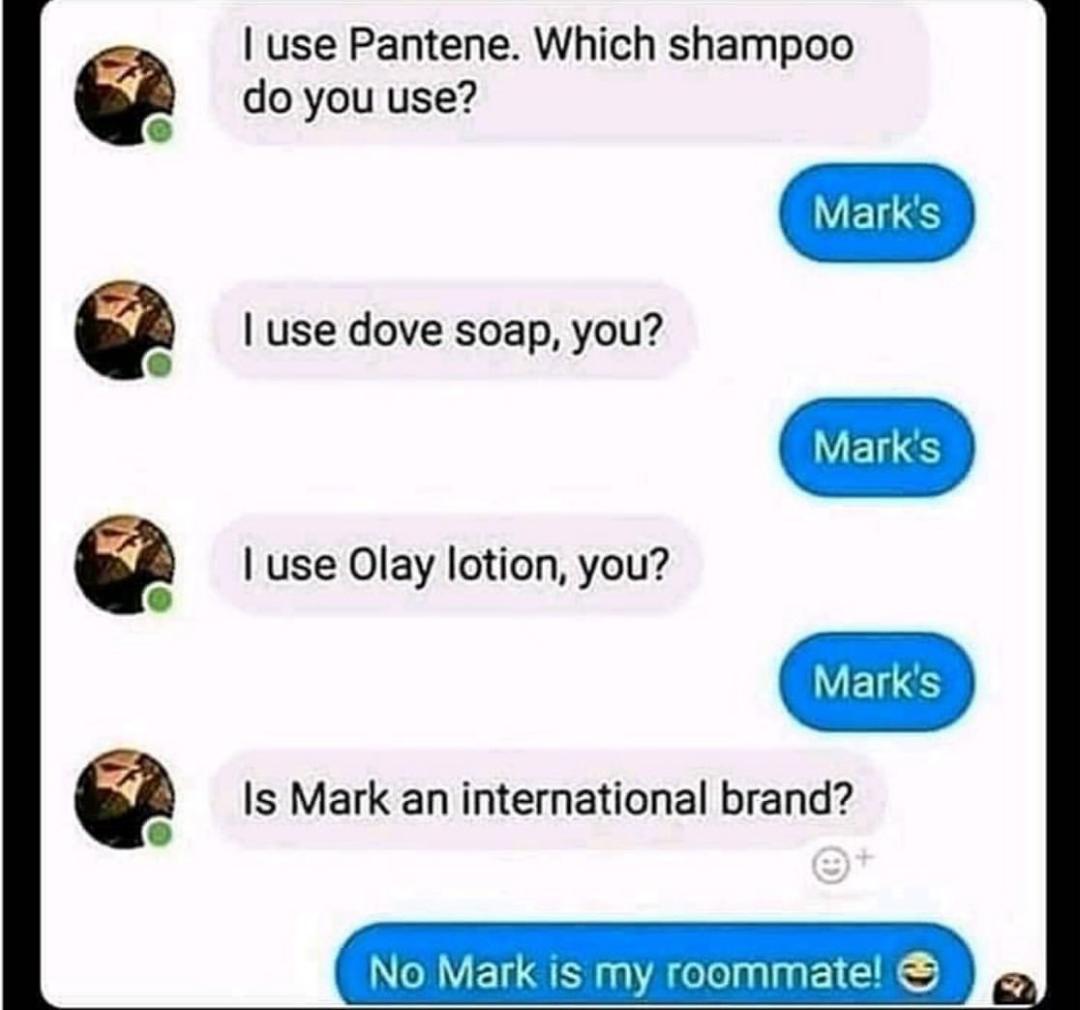 I use Pantene. Which shampoo
do you use?
Mark's
I use dove soap, you?
Mark's
I use Olay lotion, you?
Mark's
Is Mark an international brand?
No Mark is my roommate! 😂